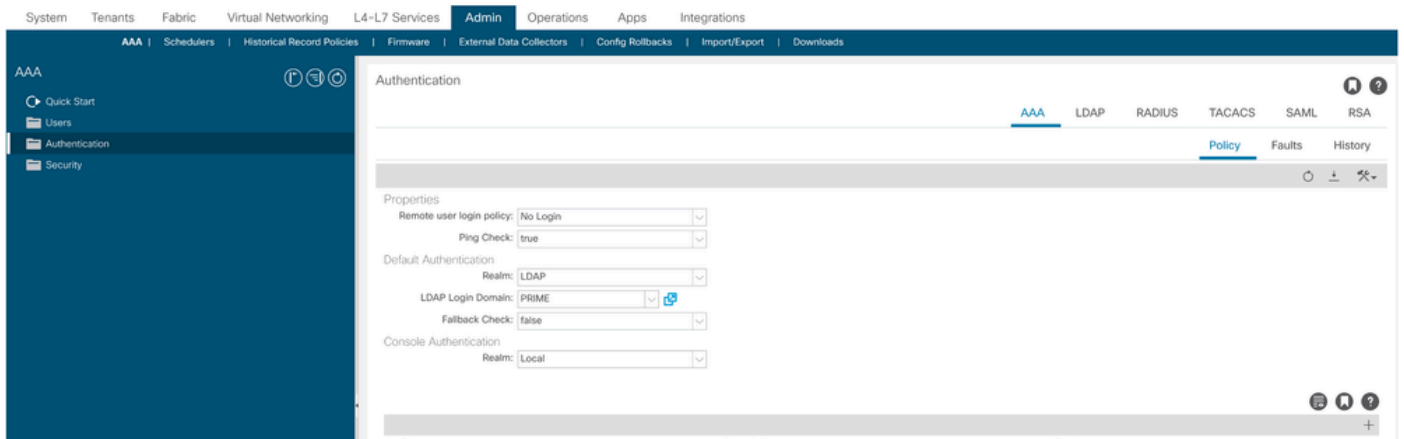 System Tenants Fabric Virtual Networking L4-L7 Services Admin Operations Apps Integrations
AAA | Schedulers | Historical Record Policies | Firmware | External Data Collectors | Config Rollbacks | Import/Export | Downloads
AAA
Quick Start
Users
Authentication
Security
Authentication
AAA LDAP RADIUS TACACS SAML RSA
Policy Faults History
Properties
Remote user login policy: No Login
Ping Check: true
Default Authentication
Realm: LDAP
LDAP Login Domain: PRIME
Fallback Check: false
Console Authentication
Realm: Local